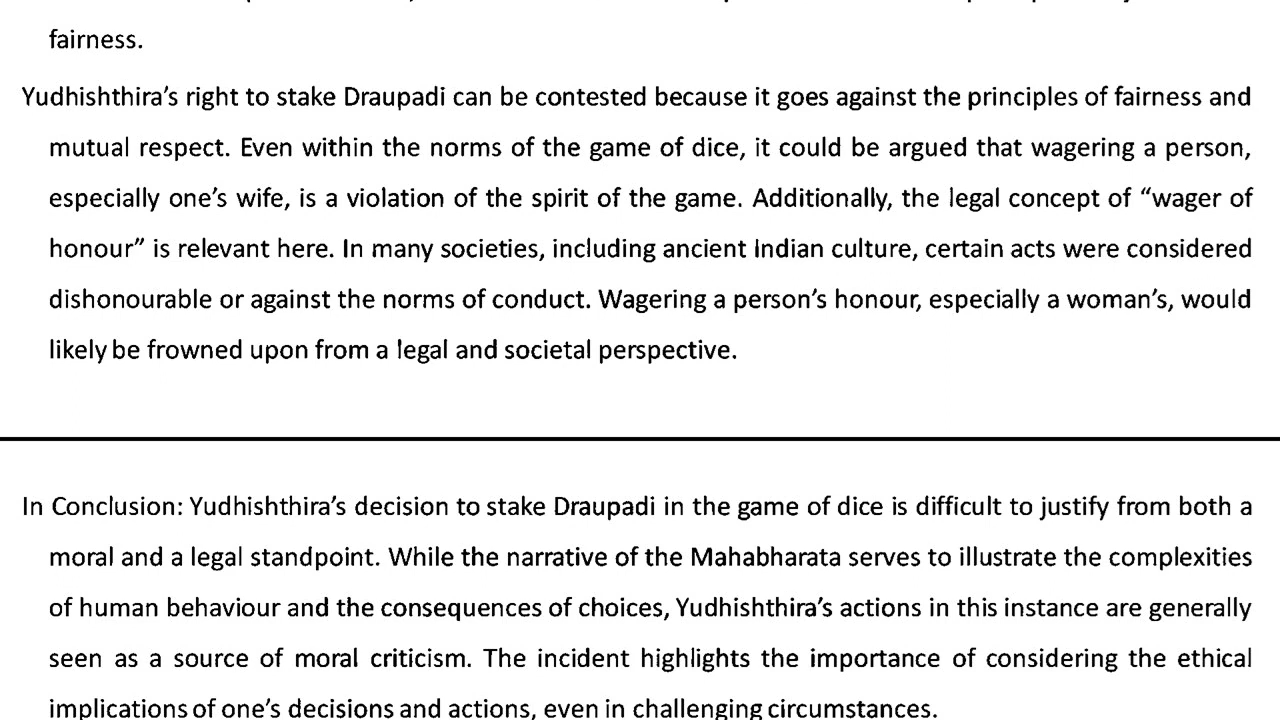 fairness.
Yudhishthira’s right to stake Draupadi can be contested because it goes against the principles of fairness and
mutual respect. Even within the norms of the game of dice, it could be argued that wagering a person,
especially one’s wife, is a violation of the spirit of the game. Additionally, the legal concept of “wager of
honour” is relevant here. In many societies, including ancient Indian culture, certain acts were considered
dishonourable or against the norms of conduct. Wagering a person’s honour, especially a woman’s, would
likely be frowned upon from a legal and societal perspective.
In Conclusion: Yudhishthira’s decision to stake Draupadi in the game of dice is difficult to justify from both a
moral and a legal standpoint. While the narrative of the Mahabharata serves to illustrate the complexities
of human behaviour and the consequences of choices, Yudhishthira’s actions in this instance are generally
seen as a source of moral criticism. The incident highlights the importance of considering the ethical
implications of one’s decisions and actions, even in challenging circumstances.